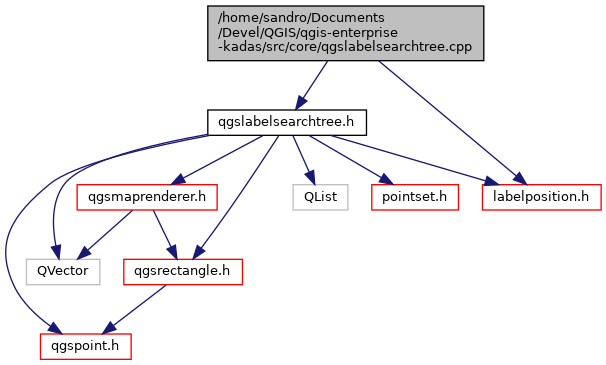 /home/sandro/Documents
/Devel/QGIS/qgis-enterprise
-kadas/src/core/qgslabelsearchtree.cpp
qgslabelsearchtree.h
qgsmaprenderer.h
QList
pointset.h
labelposition.h
QVector
qgsrectangle.h
qgspoint.h